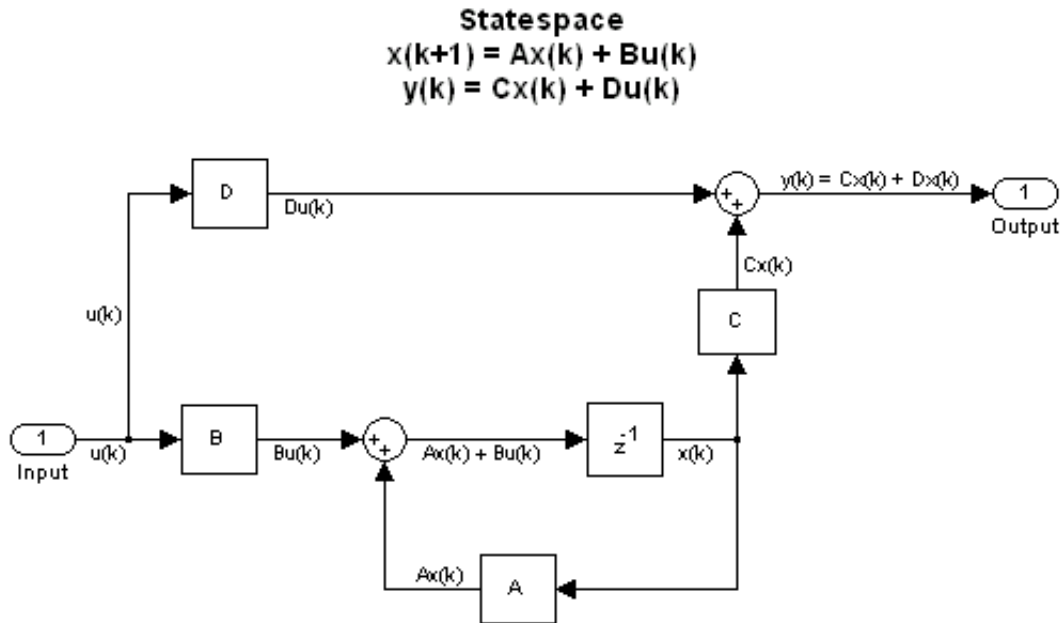 Statespace
x(k+1) = Ax(k) + Bu(k)
y(k) = Cx(k) + Du(k)
D
Du(k)
y(k) = Cx(k) + Dx(k)
1
Output
Cx(k)
u(k)
C
1
Input
u(k)
B
Bu(k)
Ax(k) + Bu(k)
z-1
x(k)
Ax(k)
A